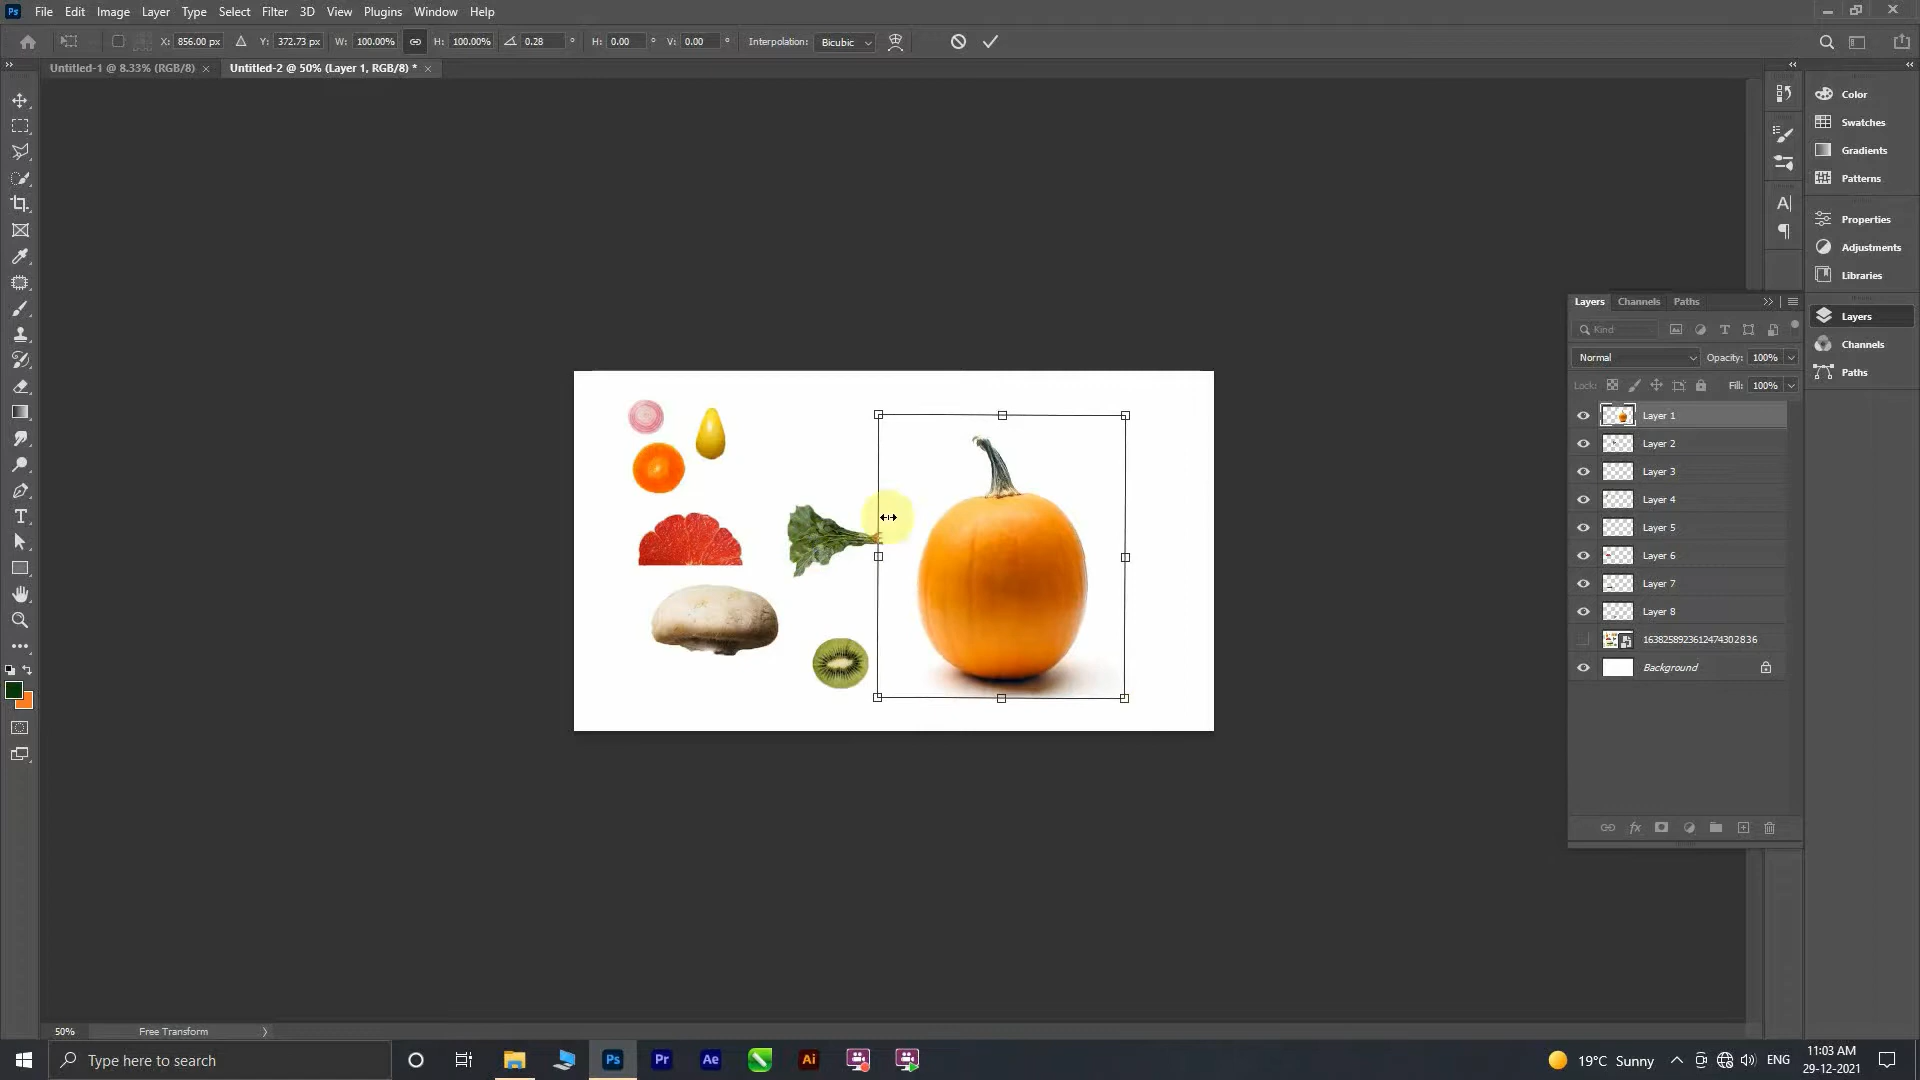 Ps File Edit Image Layer Type Select Filter 3D View Plugins Window Help
X: 856.00 px Y: 372.73 px W: 100.00% H: 100.00% 0.28 ° H: 0.00 ° V: 0.00 ° Interpolation: Bicubic
Untitled-1 @ 8.33% (RGB/8) × Untitled-2 @ 50% (Layer 1, RGB/8) * ×
Color
Swatches
Gradients
Patterns
Properties
Adjustments
Libraries
Layers
Channels
Paths
Layers Channels Paths
Kind
Normal Opacity: 100%
Lock: Fill: 100%
Layer 1
Layer 2
Layer 3
Layer 4
Layer 5
Layer 6
Layer 7
Layer 8
1638258923612474302836
Background
50% Free Transform
Type here to search
Ps Pr Ae Ai
19°C Sunny ENG
11:03 AM
29-12-2021